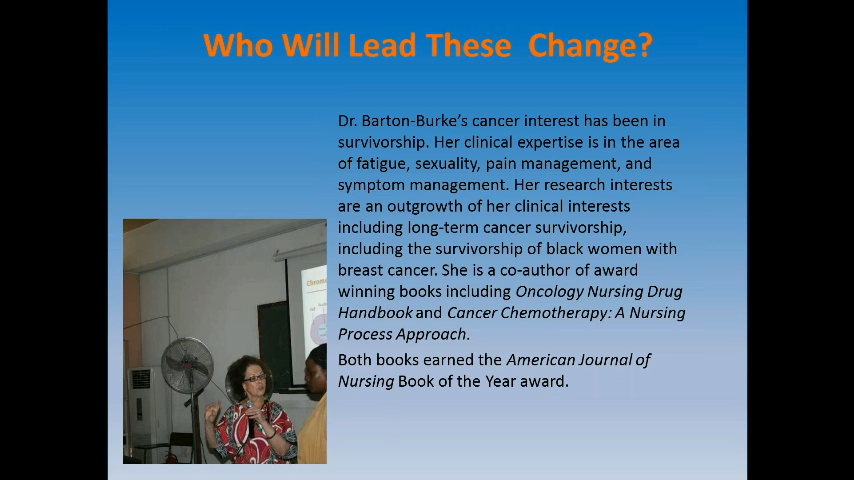 Who Will Lead These  Change?
Dr. Barton-Burke's cancer interest has been in
survivorship. Her clinical expertise is in the area
of fatigue, sexuality, pain management, and
symptom management. Her research interests
are an outgrowth of her clinical interests
including long-term cancer survivorship,
including the survivorship of black women with
breast cancer. She is a co-author of award
winning books including Oncology Nursing Drug
Handbook and Cancer Chemotherapy: A Nursing
Process Approach.
Both books earned the American Journal of
Nursing Book of the Year award.